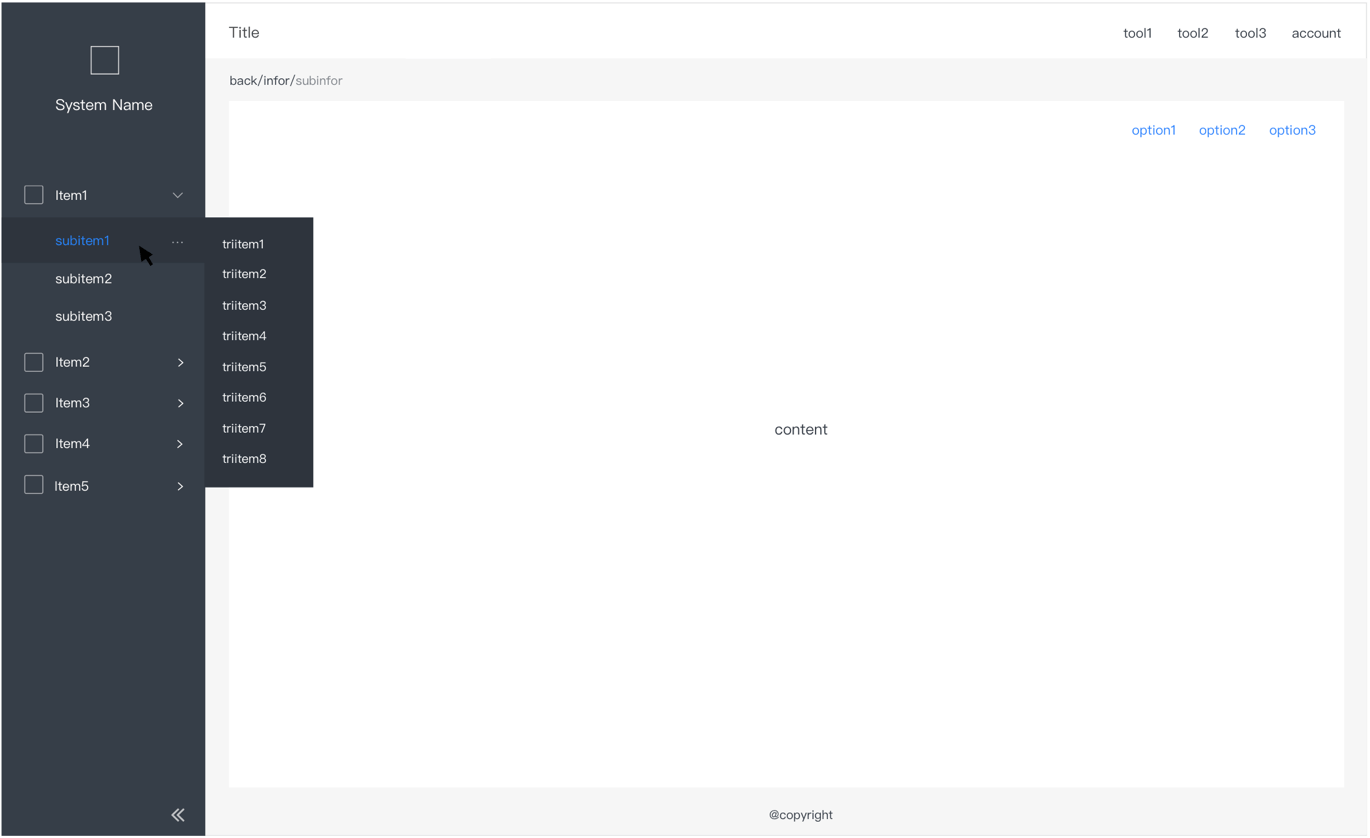 Title
tool1 tool2 tool3 account
System Name
back/infor/subinfor
option1 option2 option3
Item1
subitem1 ...
subitem2
subitem3
Item2
Item3
Item4
Item5
triitem1
triitem2
triitem3
triitem4
triitem5
triitem6
triitem7
triitem8
content
@copyright